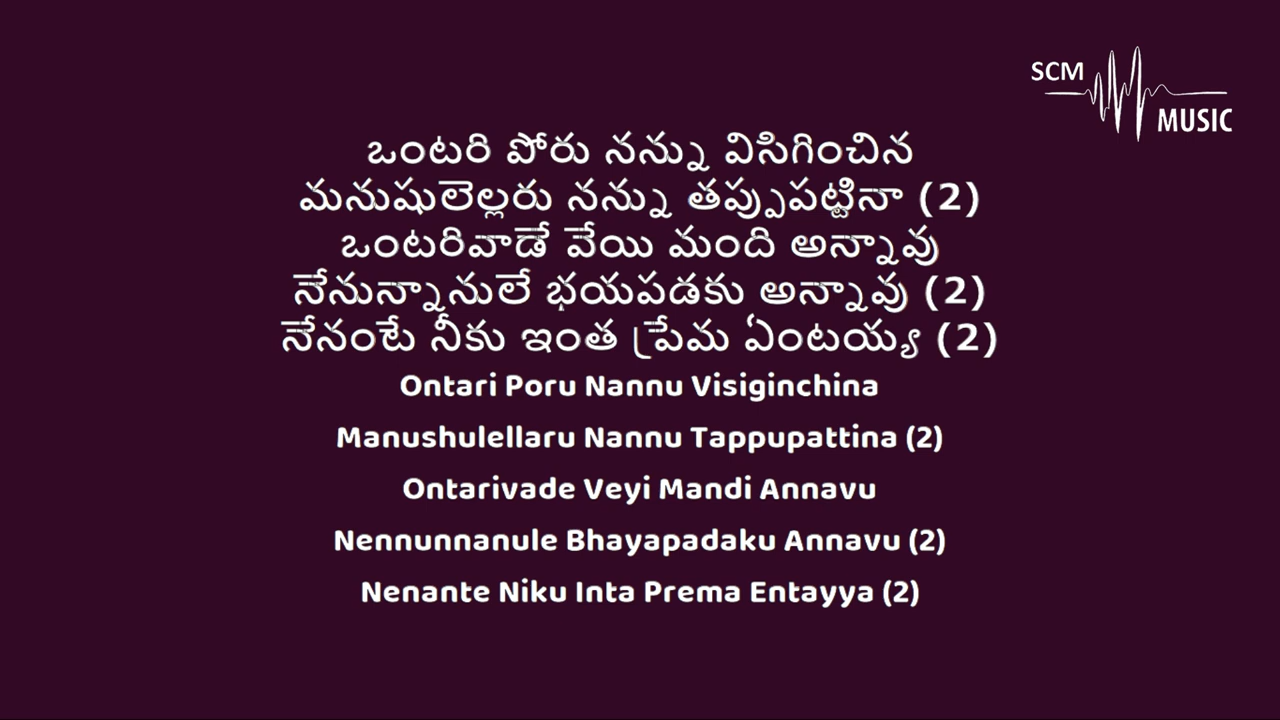 SCM
MUSIC
ఒంటరి పోరు నన్ను విసిగించిన
మనుషులెల్లరు నన్ను తప్పుపట్టినా (2)
ఒంటరివాడే వేయి మంది అన్నావు
నేనున్నానులే భయపడకు అన్నావు (2)
నేనంటే నీకు ఇంత ప్రేమ ఏంటయ్య (2)
Ontari Poru Nannu Visiginchina
Manushulellaru Nannu Tappupattina (2)
Ontarivade Veyi Mandi Annavu
Nennunnanule Bhayapadaku Annavu (2)
Nenante Niku Inta Prema Entayya (2)